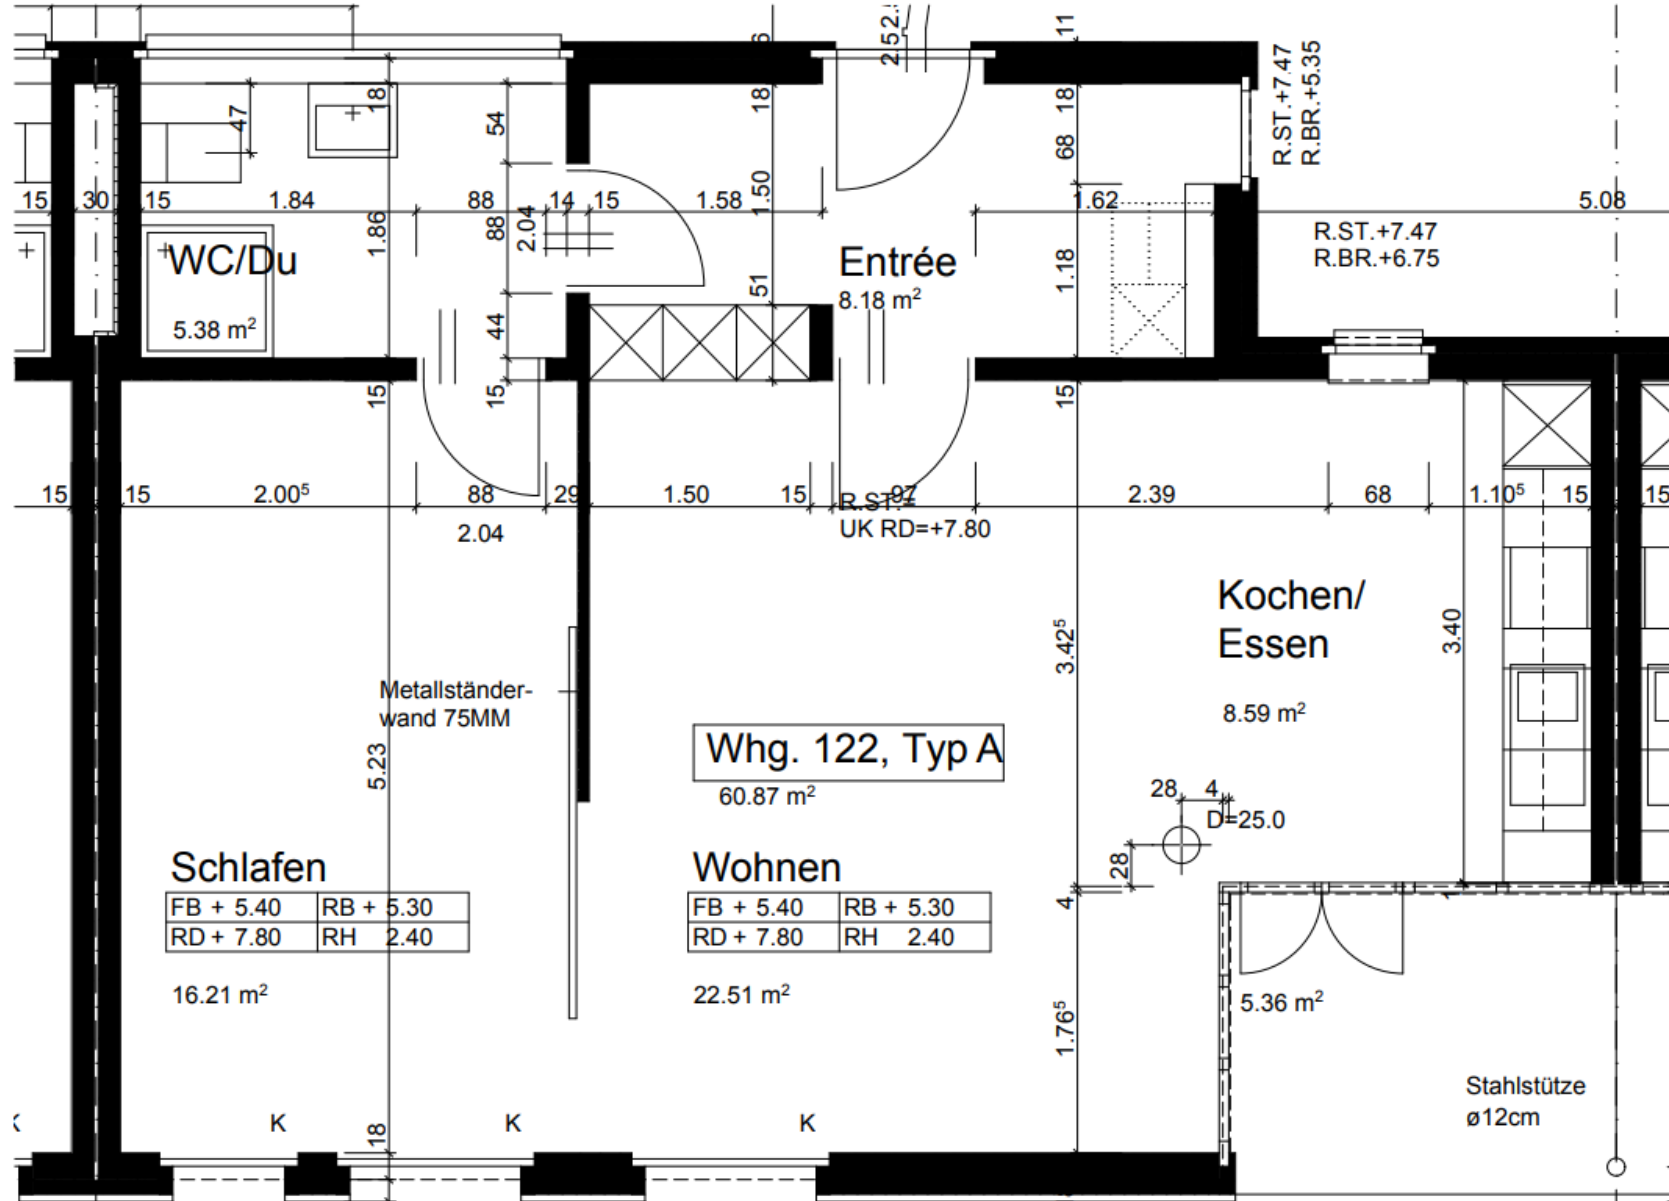 6
2.5
2.
11
R.ST.+7.47
R.BR.+5.35
47
18
54
18
18
68
15
30
15
1.84
88
14
15
1.58
1.50
1.62
5.08
1.86
88
2.04
R.ST.+7.47
R.BR.+6.75
WC/Du
5.38 m²
Entrée
8.18 m²
51
1.18
44
15
15
15
15
15
2.00⁵
88
29
1.50
15
97
2.39
68
1.10⁵
15
15
2.04
R.ST.=
UK RD=+7.80
Kochen/
Essen
8.59 m²
3.42⁵
3.40
Metallständer-
wand 75MM
5.23
Whg. 122, Typ A
60.87 m²
28
4
D=25.0
28
Schlafen
FB + 5.40 RB + 5.30
RD + 7.80 RH 2.40
16.21 m²
Wohnen
FB + 5.40 RB + 5.30
RD + 7.80 RH 2.40
22.51 m²
4
1
5.36 m²
1.76⁵
Stahlstütze
ø12cm
K
K
K
K
18